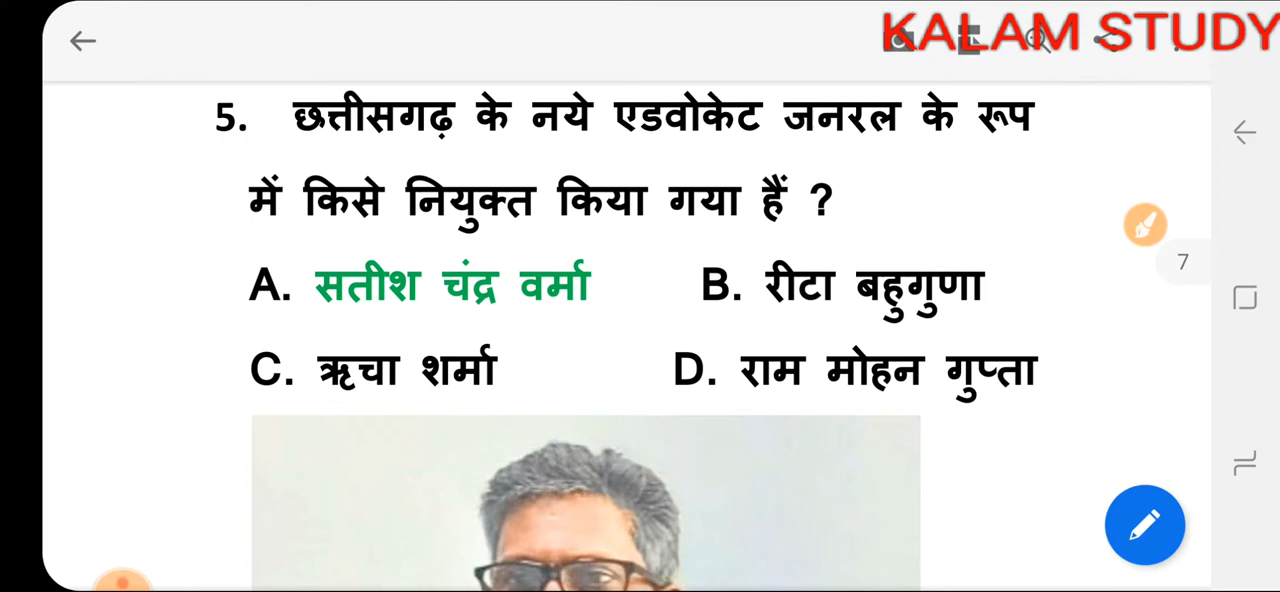 KALAM STUDY
5. छत्तीसगढ़ के नये एडवोकेट जनरल के रूप
में किसे नियुक्त किया गया हैं ?
A. सतीश चंद्र वर्मा B. रीटा बहुगुणा
7
C. ऋचा शर्मा D. राम मोहन गुप्ता